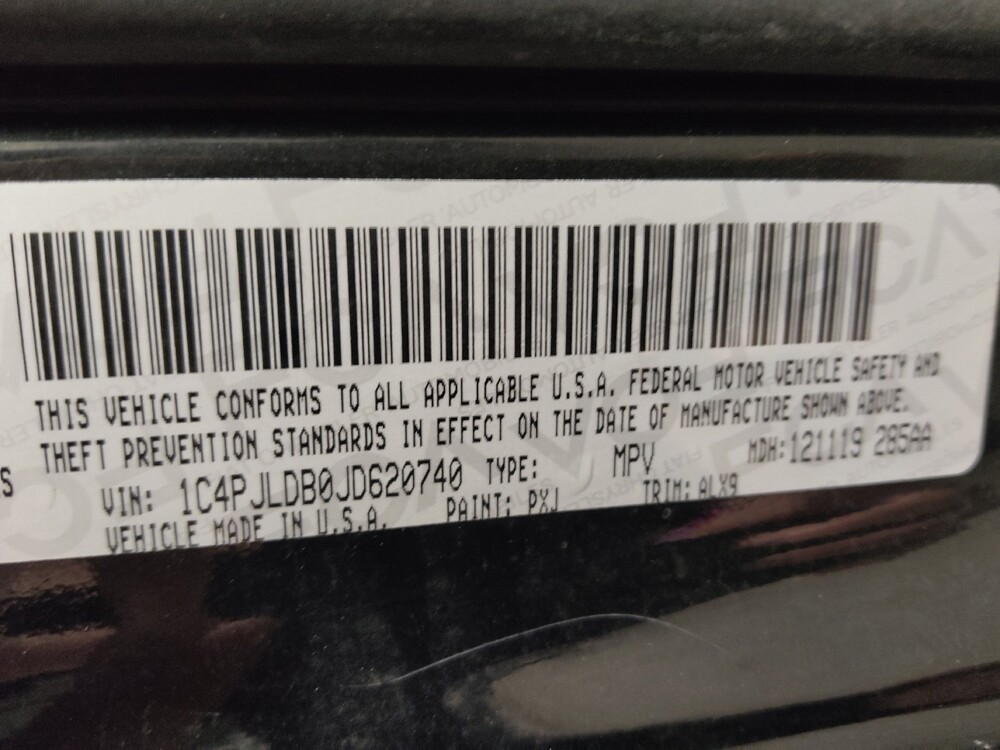 THIS VEHICLE CONFORMS TO ALL APPLICABLE U.S.A. FEDERAL MOTOR VEHICLE SAFETY AND
THEFT PREVENTION STANDARDS IN EFFECT ON THE DATE OF MANUFACTURE SHOWN ABOVE.
S VIN: 1C4PJLDB0JD620740 TYPE: MPV MDH:121119 285AA
VEHICLE MADE IN U.S.A. PAINT: PXJ TRIM: ALX9